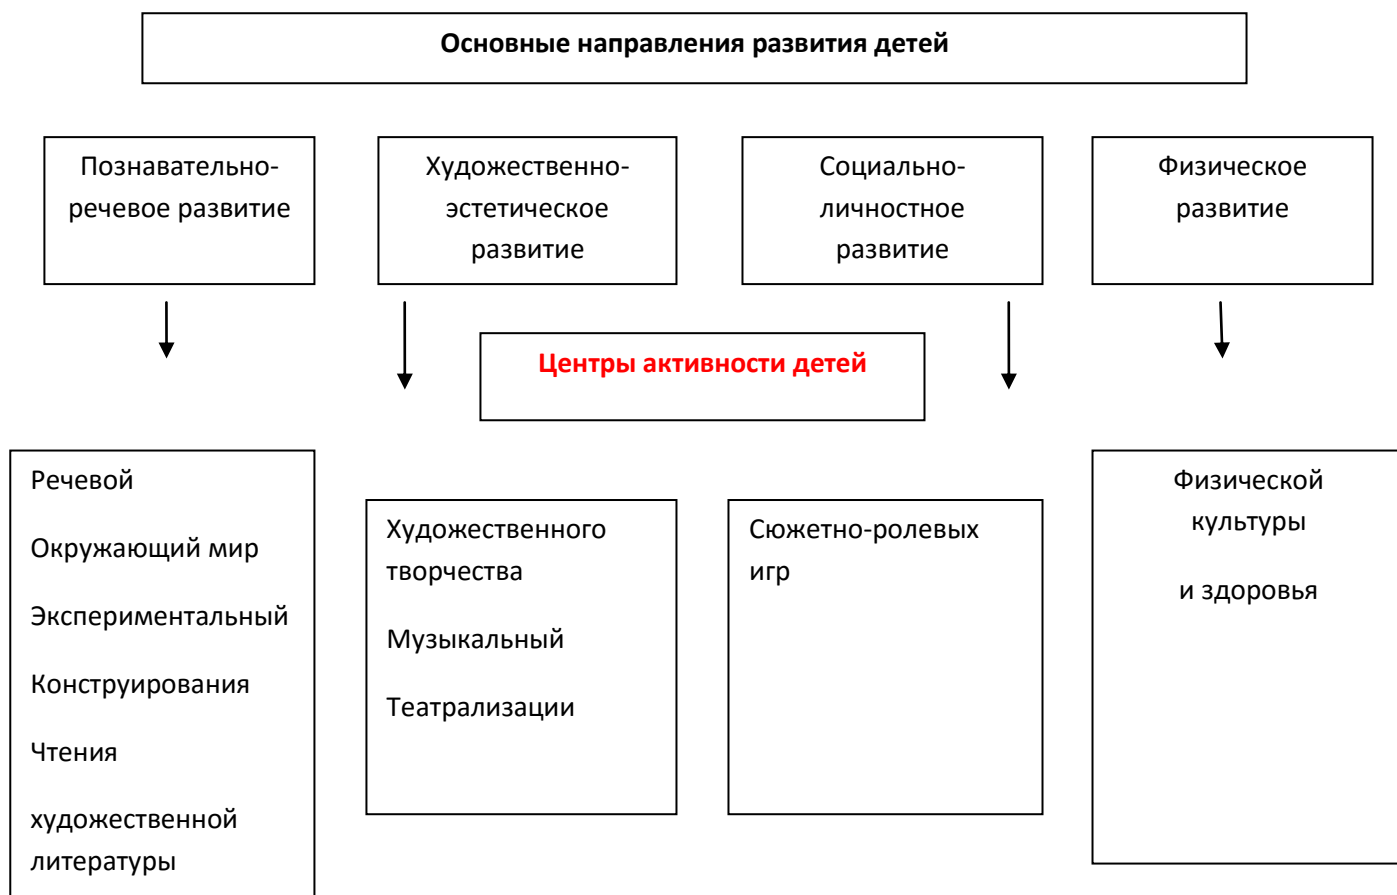 Основные направления развития детей
Познавательно-
речевое развитие
Художественно-
эстетическое
развитие
Социально-
личностное
развитие
Физическое
развитие
Центры активности детей
Речевой
Окружающий мир
Экспериментальный
Конструирования
Чтения
художественной
литературы
Художественного
творчества
Музыкальный
Театрализации
Сюжетно-ролевых
игр
Физической
культуры
и здоровья